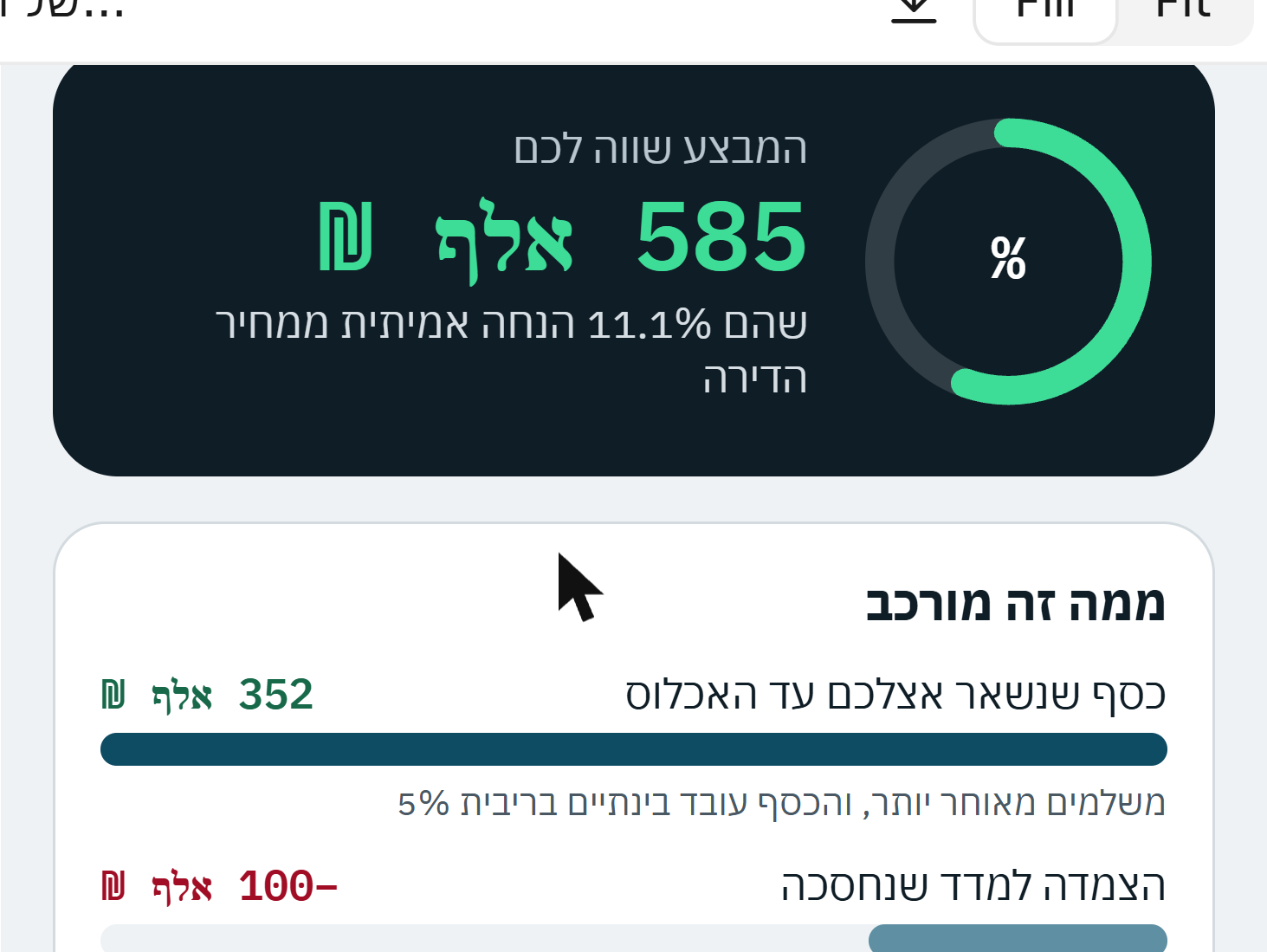 של...
Fill
Fit
המבצע שווה לכם
585 אלף ₪
%
שהם 11.1% הנחה אמיתית ממחיר
הדירה
ממה זה מורכב
כסף שנשאר אצלכם עד האכלוס
352 אלף ₪
משלמים מאוחר יותר, והכסף עובד בינתיים בריבית 5%
הצמדה למדד שנחסכה
−100 אלף ₪